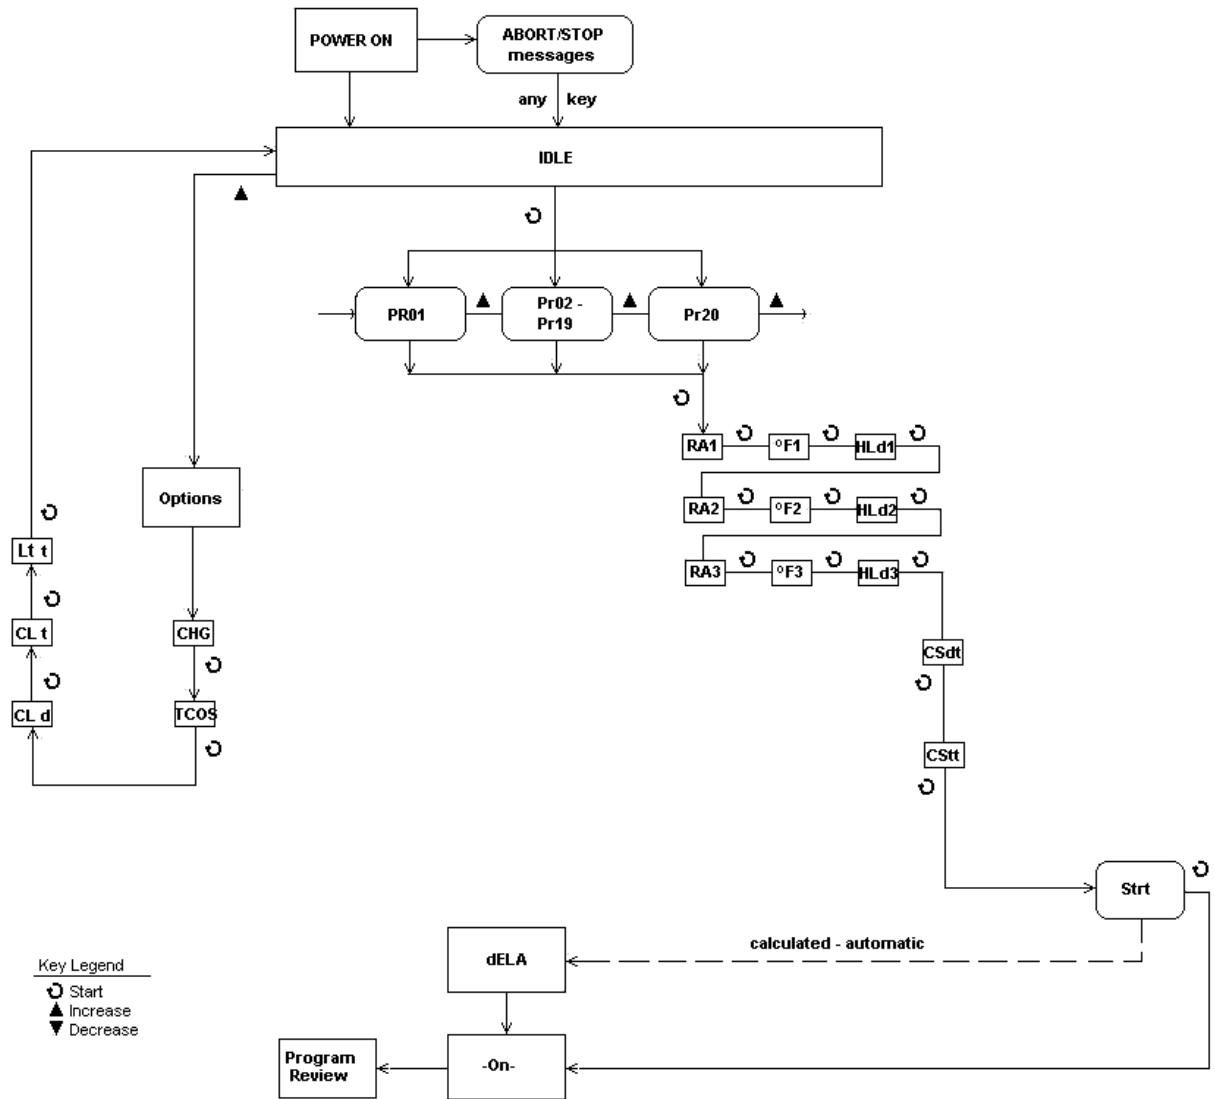 POWER ON
ABORT/STOP
messages
any key
IDLE
PR01
Pr02 -
Pr19
Pr20
RA1
°F1
HLd1
Options
RA2
°F2
HLd2
Lt t
RA3
°F3
HLd3
CL t
CHG
CSdt
CL d
TCOS
CStt
Strt
calculated - automatic
dELA
Key Legend
Start
Increase
Decrease
Program
Review
-On-